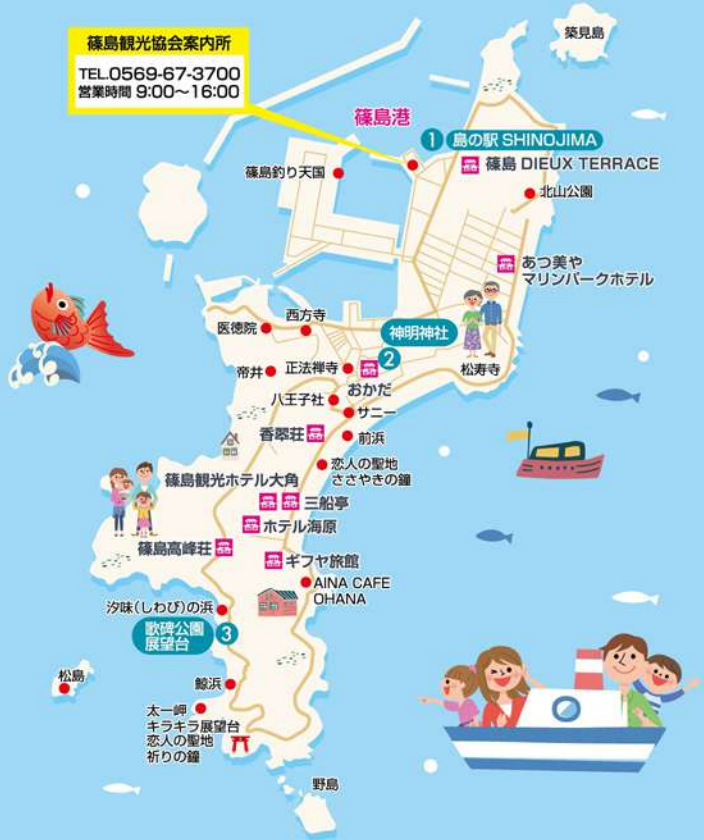 篠島観光協会案内所
TEL.0569-67-3700
営業時間 9:00〜16:00
築見島
篠島港
1 島の駅 SHINOJIMA
篠島 DIEUX TERRACE
篠島釣り天国
北山公園
あつ美や
マリンパークホテル
西方寺
医徳院
神明神社
2
帝井
正法禅寺
松寿寺
おかだ
八王子社
サニー
香翠荘
前浜
恋人の聖地
ささやきの鐘
篠島観光ホテル大角
三船亭
ホテル海原
篠島高峰荘
ギフヤ旅館
AINA CAFE
OHANA
汐味(しわび)の浜
歌碑公園
展望台
3
松島
鯨浜
太一岬
キラキラ展望台
恋人の聖地
祈りの鐘
野島